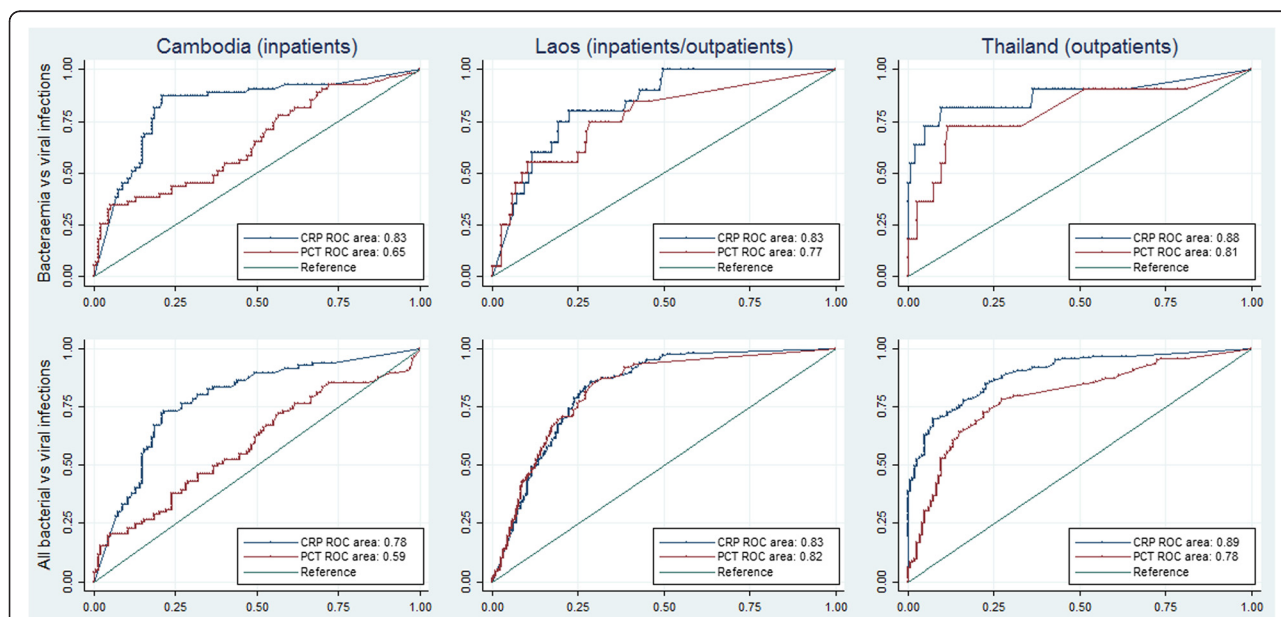 Cambodia (inpatients)
Laos (inpatients/outpatients)
Thailand (outpatients)
Bacteraemia vs viral infections
1.00
0.75
0.50
0.25
0.00
CRP ROC area: 0.83
PCT ROC area: 0.65
Reference
0.00 0.25 0.50 0.75 1.00
1.00
0.75
0.50
0.25
0.00
CRP ROC area: 0.83
PCT ROC area: 0.77
Reference
0.00 0.25 0.50 0.75 1.00
1.00
0.75
0.50
0.25
0.00
CRP ROC area: 0.88
PCT ROC area: 0.81
Reference
0.00 0.25 0.50 0.75 1.00
All bacterial vs viral infections
1.00
0.75
0.50
0.25
0.00
CRP ROC area: 0.78
PCT ROC area: 0.59
Reference
0.00 0.25 0.50 0.75 1.00
1.00
0.75
0.50
0.25
0.00
CRP ROC area: 0.83
PCT ROC area: 0.82
Reference
0.00 0.25 0.50 0.75 1.00
1.00
0.75
0.50
0.25
0.00
CRP ROC area: 0.89
PCT ROC area: 0.78
Reference
0.00 0.25 0.50 0.75 1.00